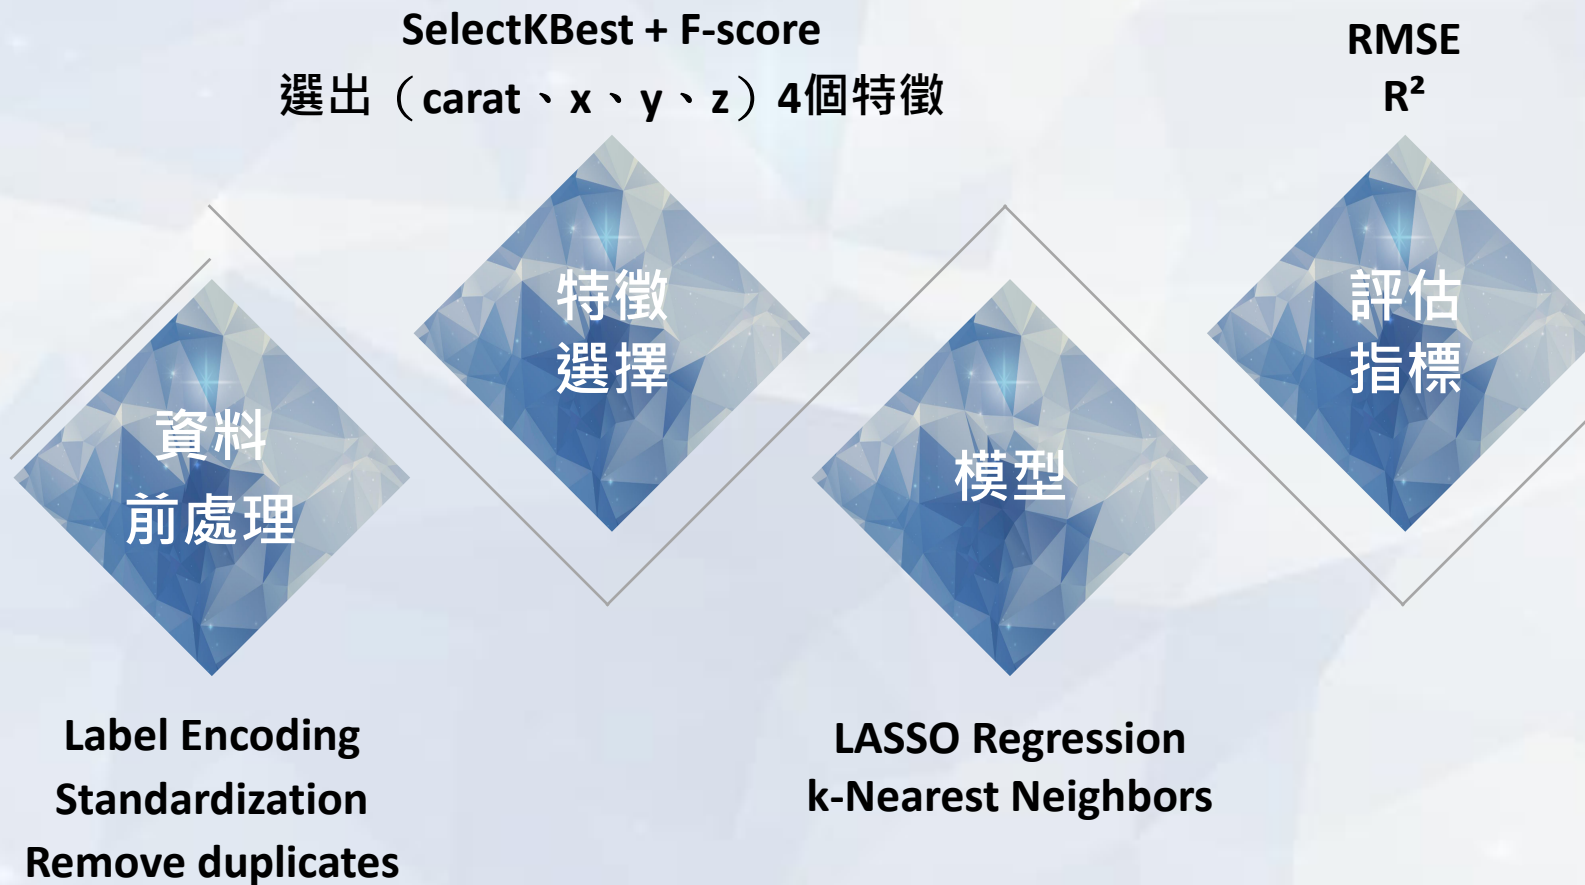 資料
前處理
Label Encoding
Standardization
Remove duplicates
SelectKBest + F-score
選出（carat、x、y、z）4個特徵
特徵
選擇
模型
LASSO Regression
k-Nearest Neighbors
RMSE
R²
評估
指標